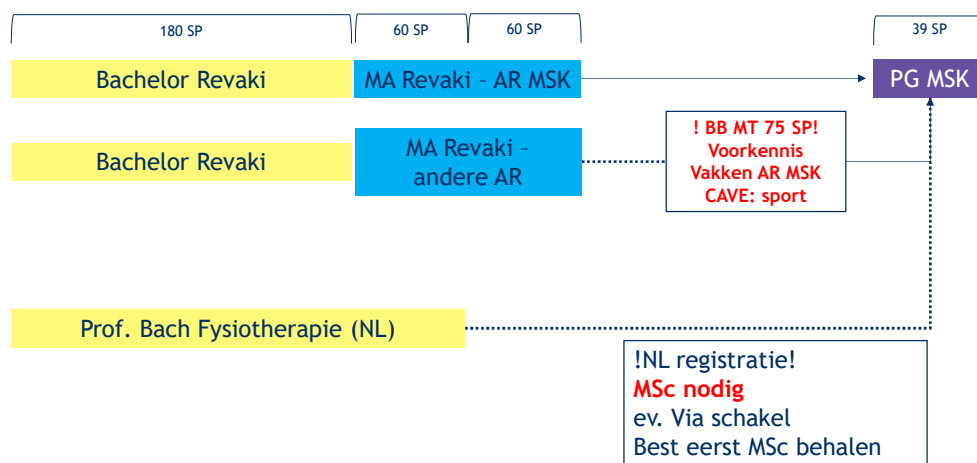 180 SP
60 SP
60 SP
39 SP
Bachelor Revaki
MA Revaki – AR MSK
PG MSK
Bachelor Revaki
MA Revaki –
andere AR
! BB MT 75 SP!
Voorkennis
Vakken AR MSK
CAVE: sport
Prof. Bach Fysiotherapie (NL)
!NL registratie!
MSc nodig
ev. Via schakel
Best eerst MSc behalen